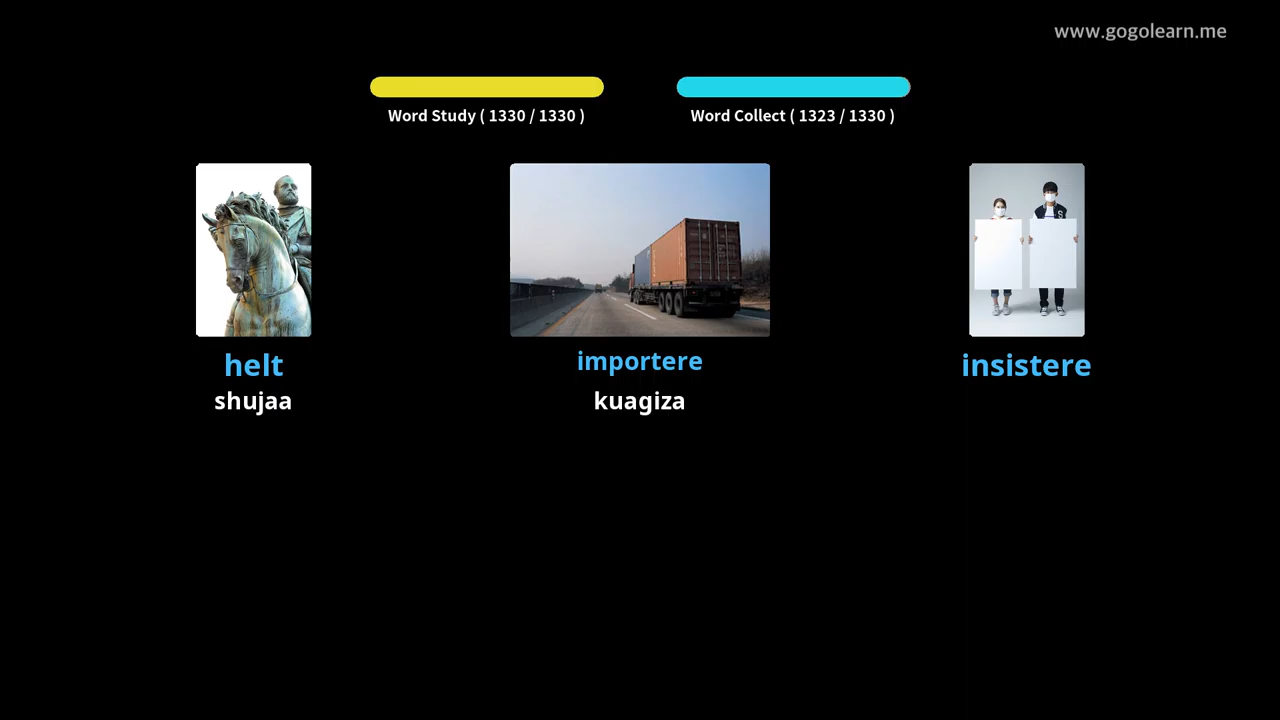 www.gogolearn.me
Word Study ( 1330 / 1330 )
Word Collect ( 1323 / 1330 )
helt
shujaa
importere
kuagiza
insistere
S